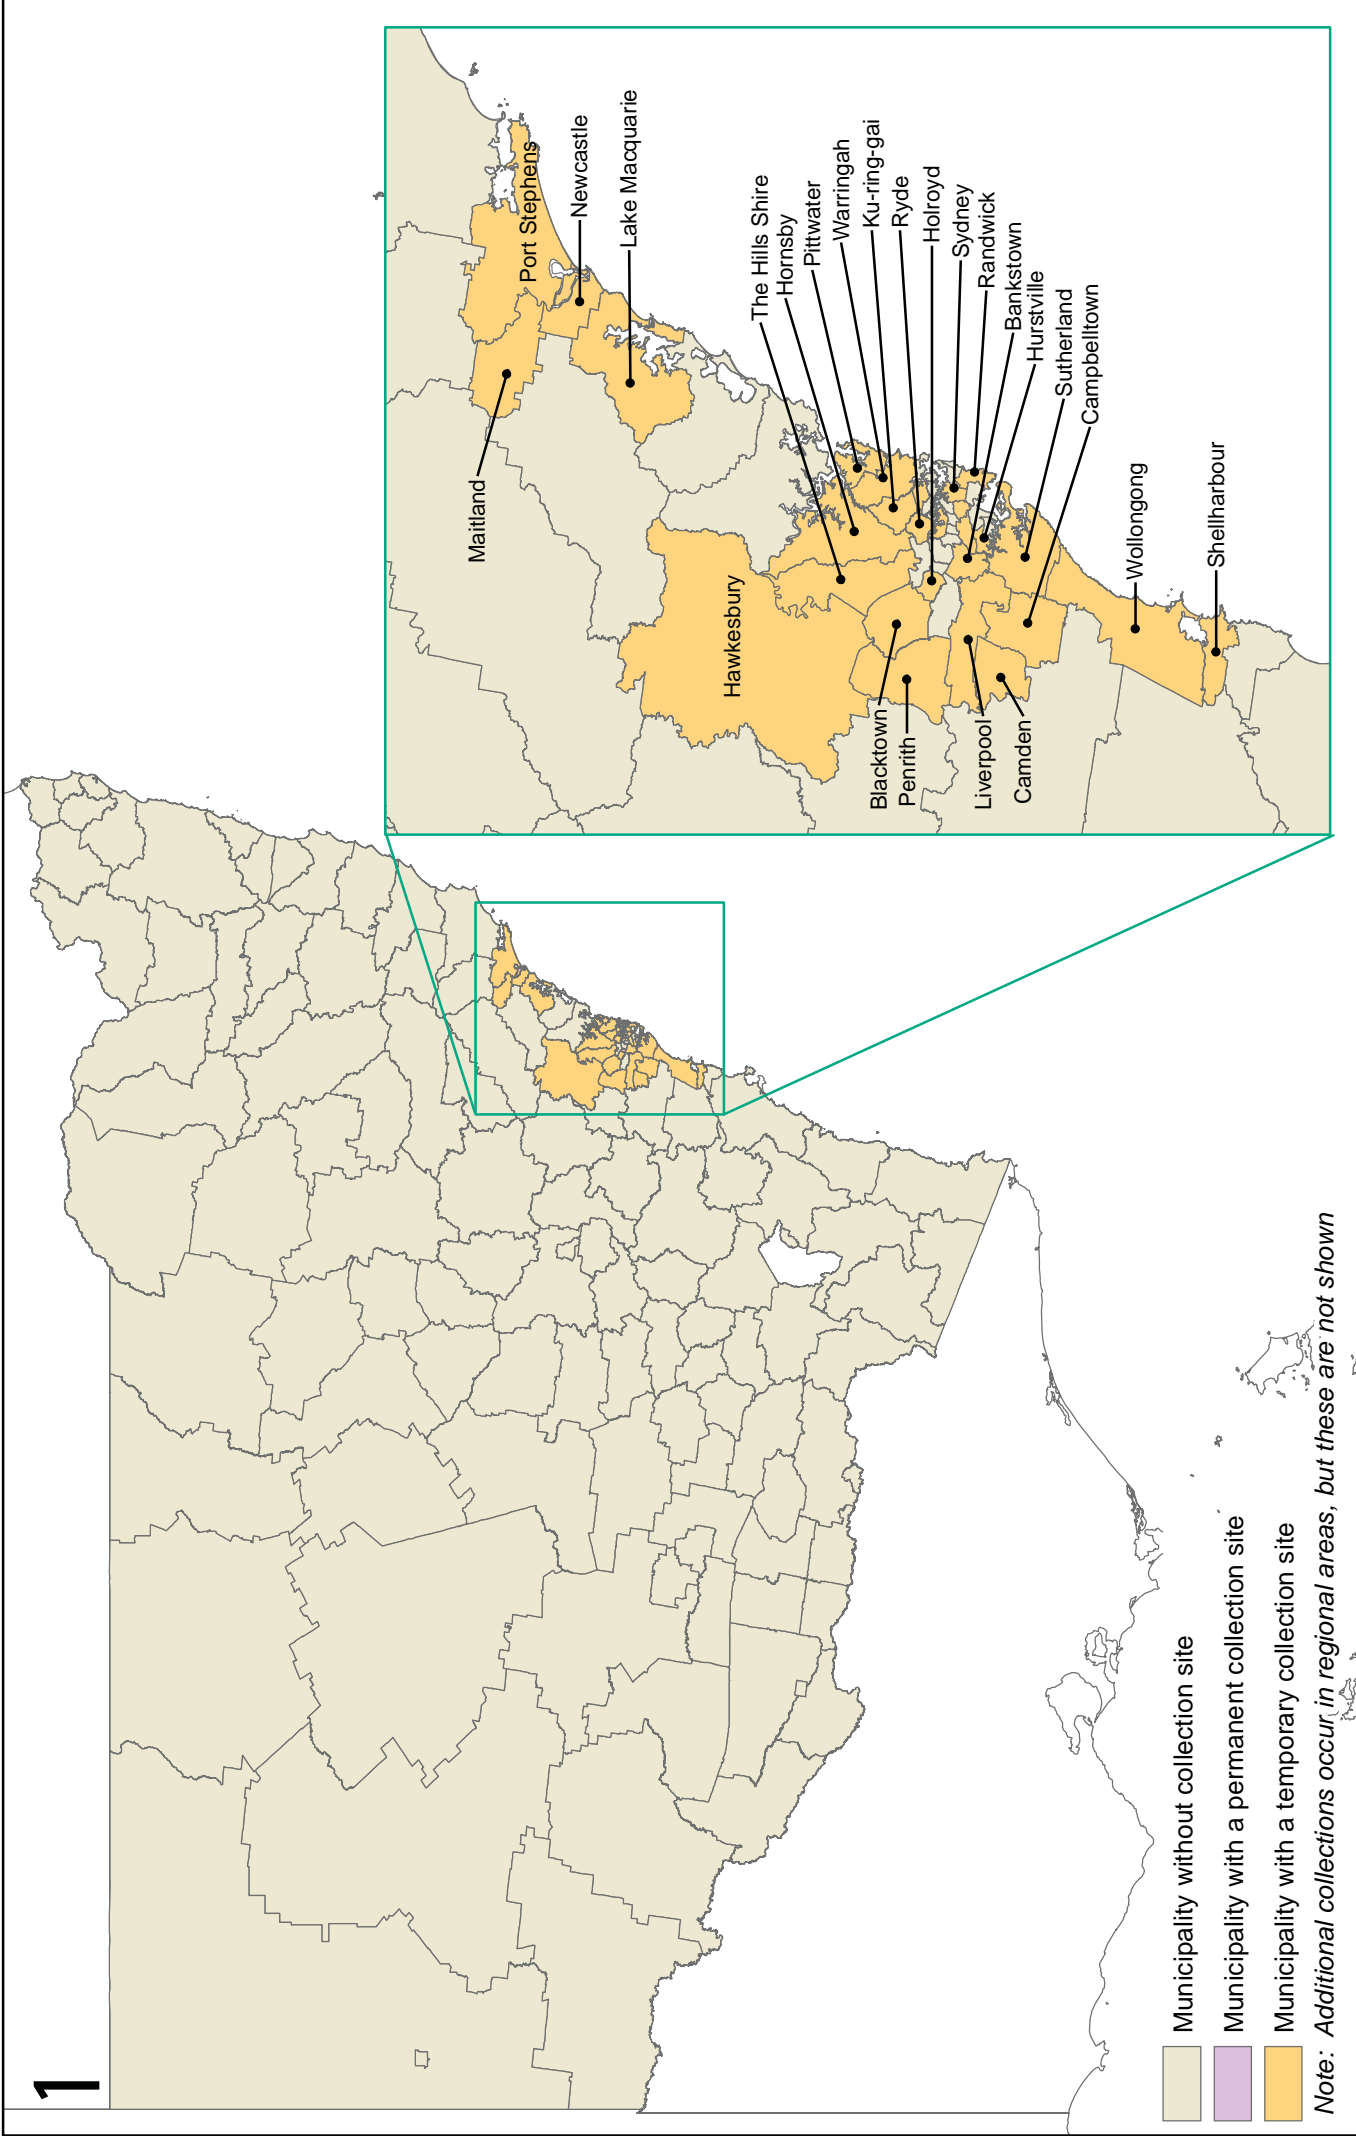 1
Maitland
Port Stephens
Newcastle
Lake Macquarie
Hawkesbury
The Hills Shire
Hornsby
Pittwater
Warringah
Ku-ring-gai
Ryde
Holroyd
Sydney
Randwick
Bankstown
Hurstville
Sutherland
Campbelltown
Blacktown
Penrith
Liverpool
Camden
Wollongong
Shellharbour
Municipality without collection site
Municipality with a permanent collection site
Municipality with a temporary collection site
Note: Additional collections occur in regional areas, but these are not shown